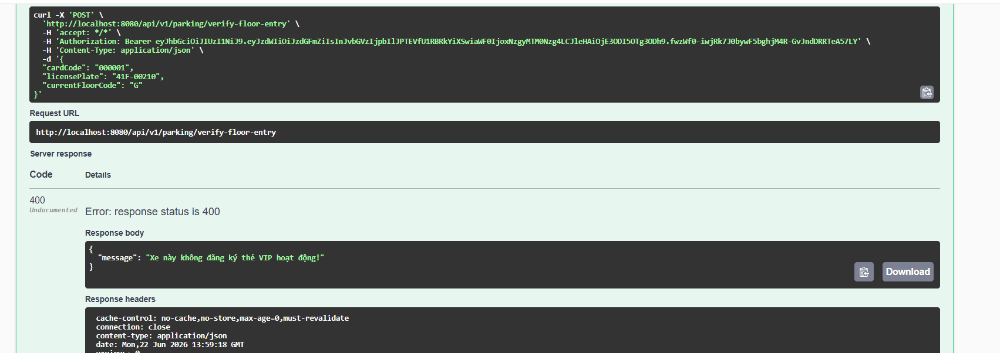 curl -X 'POST' \
'http://localhost:8080/api/v1/parking/verify-floor-entry' \
-H 'accept: */*' \
-H 'Authorization: Bearer eyJhbGciOiJIUzI1NiJ9.eyJzdWIiOiJzdGFmZiIsInJvbGVzIjpbIlJPTEVfU1RBRkYiXSwiaWF0IjoxNzgyMTM0Nzg4LCJleHAiOjE3ODI5OTg3ODh9.fwzWf0-iwjRk7J0bywF5bghjM4R-GvJndDRRTeA57LY' \
-H 'Content-Type: application/json' \
-d '{
"cardCode": "000001",
"licensePlate": "41F-00210",
"currentFloorCode": "G"
}'
Request URL
http://localhost:8080/api/v1/parking/verify-floor-entry
Server response
Code Details
400
Undocumented
Error: response status is 400
Response body
{
"message": "Xe này không đăng ký thẻ VIP hoạt động!"
}
Download
Response headers
cache-control: no-cache,no-store,max-age=0,must-revalidate
connection: close
content-type: application/json
date: Mon,22 Jun 2026 13:59:18 GMT